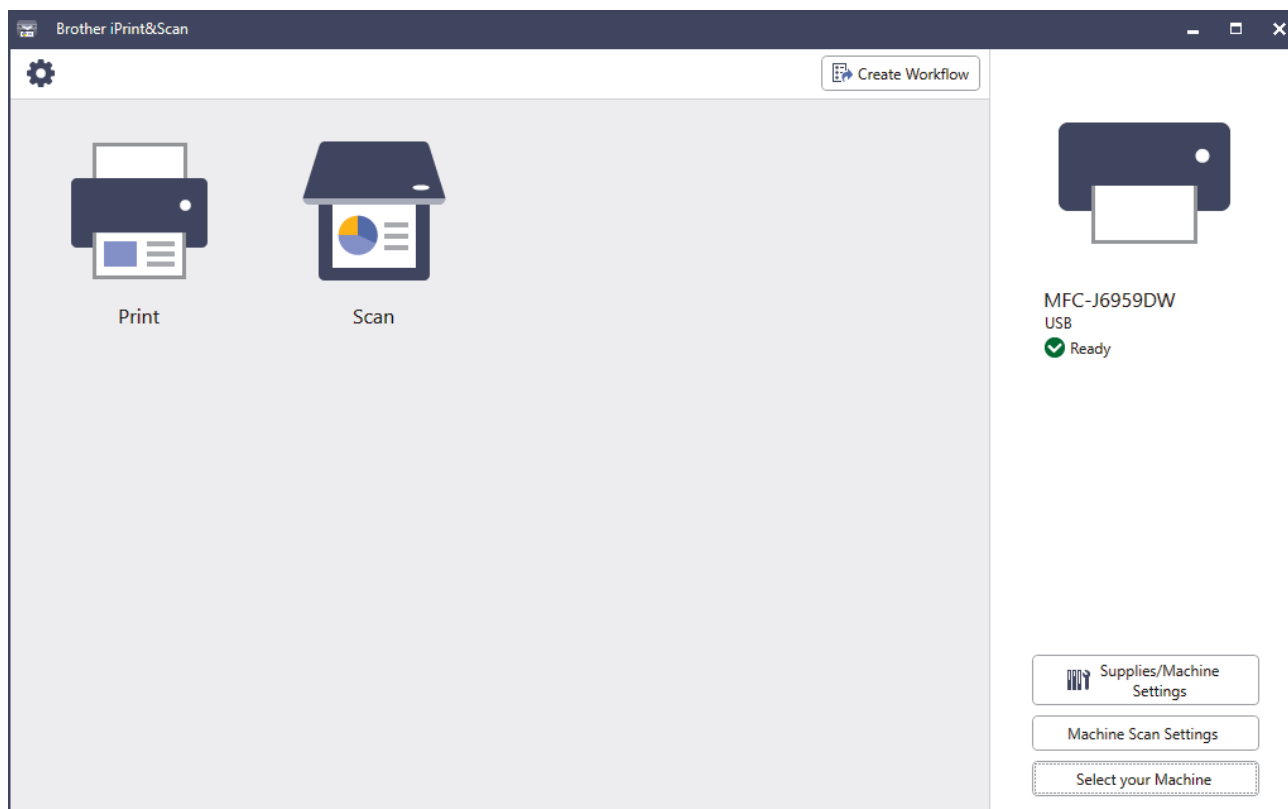 Brother iPrint&Scan
Create Workflow
Print
Scan
MFC-J6959DW
USB
Ready
Supplies/Machine
Settings
Machine Scan Settings
Select your Machine